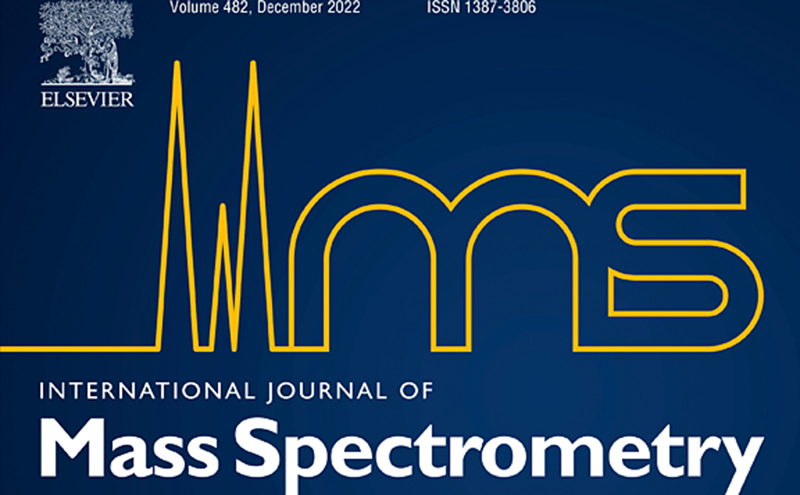 Volume 482, December 2022 ISSN 1387-3806
ELSEVIER
ms
INTERNATIONAL JOURNAL OF
Mass Spectrometry